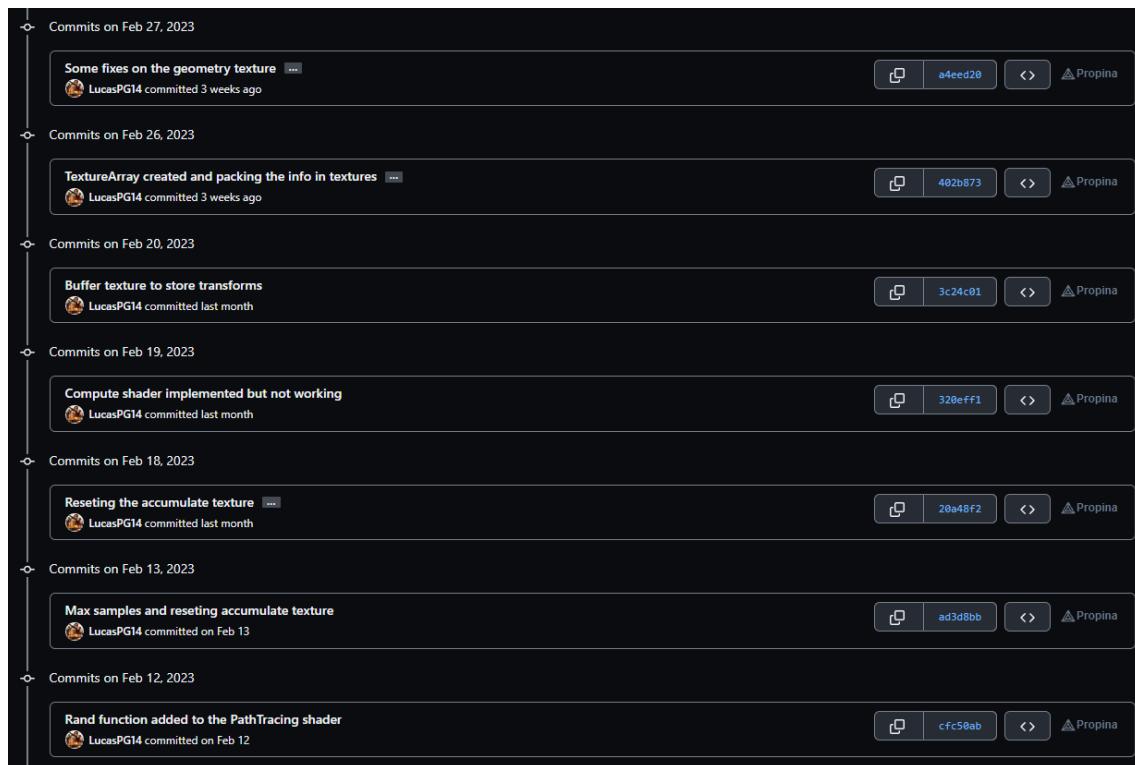 Commits on Feb 27, 2023
Some fixes on the geometry texture ...
LucasPG14 committed 3 weeks ago
a4eed20 <> Propina
Commits on Feb 26, 2023
TextureArray created and packing the info in textures ...
LucasPG14 committed 3 weeks ago
402b873 <> Propina
Commits on Feb 20, 2023
Buffer texture to store transforms
LucasPG14 committed last month
3c24c01 <> Propina
Commits on Feb 19, 2023
Compute shader implemented but not working
LucasPG14 committed last month
320eff1 <> Propina
Commits on Feb 18, 2023
Reseting the accumulate texture ...
LucasPG14 committed last month
20a48f2 <> Propina
Commits on Feb 13, 2023
Max samples and reseting accumulate texture
LucasPG14 committed on Feb 13
ad3d8bb <> Propina
Commits on Feb 12, 2023
Rand function added to the PathTracing shader
LucasPG14 committed on Feb 12
cfc50ab <> Propina